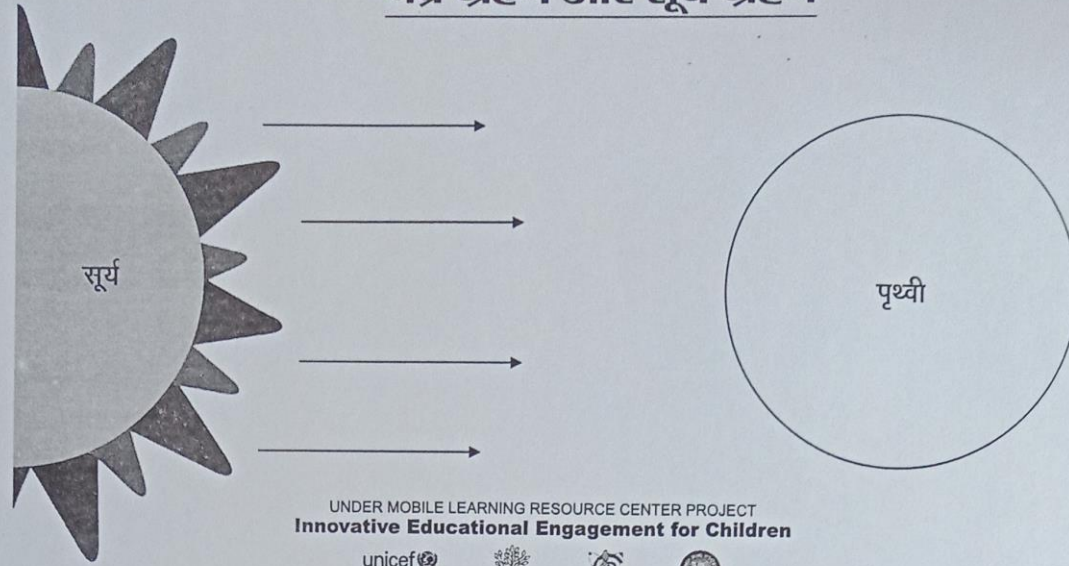 सूर्य
पृथ्वी
UNDER MOBILE LEARNING RESOURCE CENTER PROJECT
Innovative Educational Engagement for Children
unicef